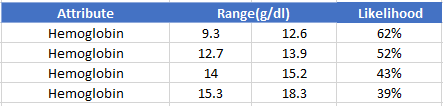 Attribute Range(g/dl) Likelihood
Hemoglobin 9.3 12.6 62%
Hemoglobin 12.7 13.9 52%
Hemoglobin 14 15.2 43%
Hemoglobin 15.3 18.3 39%